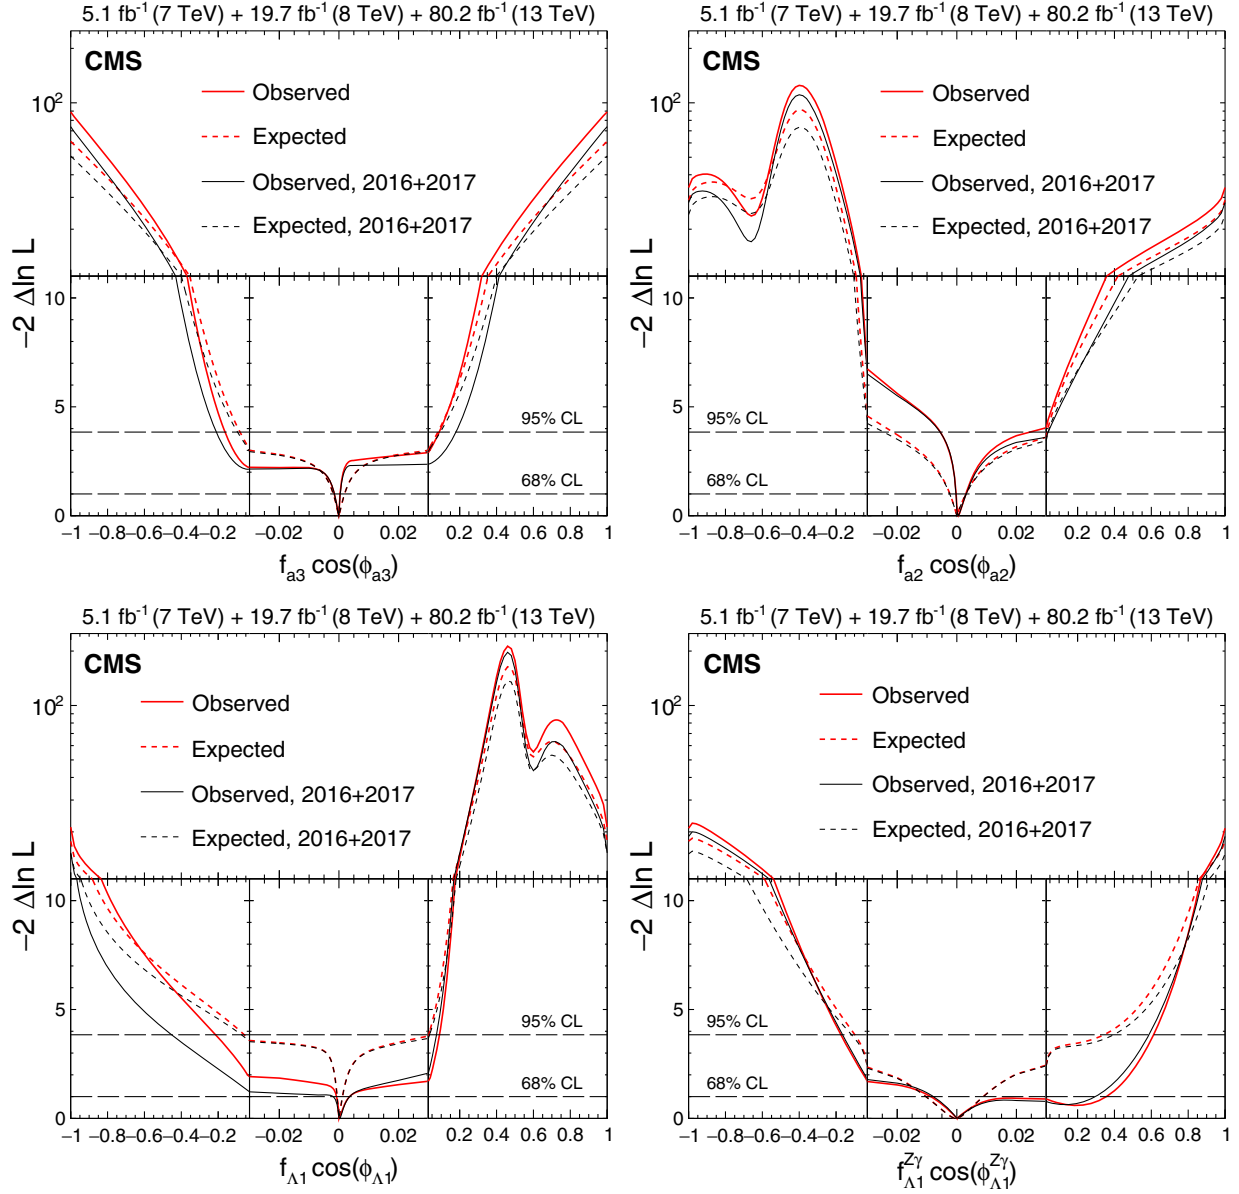 5.1 fb⁻¹ (7 TeV) + 19.7 fb⁻¹ (8 TeV) + 80.2 fb⁻¹ (13 TeV)
CMS
Observed
Expected
Observed, 2016+2017
Expected, 2016+2017
10²
10
5
0
−2 Δln L
95% CL
68% CL
−1 −0.8 −0.6 −0.4 −0.2 −0.02 0 0.02 0.2 0.4 0.6 0.8 1
f_a3 cos(ϕ_a3)
5.1 fb⁻¹ (7 TeV) + 19.7 fb⁻¹ (8 TeV) + 80.2 fb⁻¹ (13 TeV)
CMS
Observed
Expected
Observed, 2016+2017
Expected, 2016+2017
10²
10
5
0
−2 Δln L
95% CL
68% CL
−1 −0.8 −0.6 −0.4 −0.2 −0.02 0 0.02 0.2 0.4 0.6 0.8 1
f_a2 cos(ϕ_a2)
5.1 fb⁻¹ (7 TeV) + 19.7 fb⁻¹ (8 TeV) + 80.2 fb⁻¹ (13 TeV)
CMS
Observed
Expected
Observed, 2016+2017
Expected, 2016+2017
10²
10
5
0
−2 Δln L
95% CL
68% CL
−1 −0.8 −0.6 −0.4 −0.2 −0.02 0 0.02 0.2 0.4 0.6 0.8 1
f_Λ1 cos(ϕ_Λ1)
5.1 fb⁻¹ (7 TeV) + 19.7 fb⁻¹ (8 TeV) + 80.2 fb⁻¹ (13 TeV)
CMS
Observed
Expected
Observed, 2016+2017
Expected, 2016+2017
10²
10
5
0
−2 Δln L
95% CL
68% CL
−1 −0.8 −0.6 −0.4 −0.2 −0.02 0 0.02 0.2 0.4 0.6 0.8 1
f_Λ1^Zγ cos(ϕ_Λ1^Zγ)